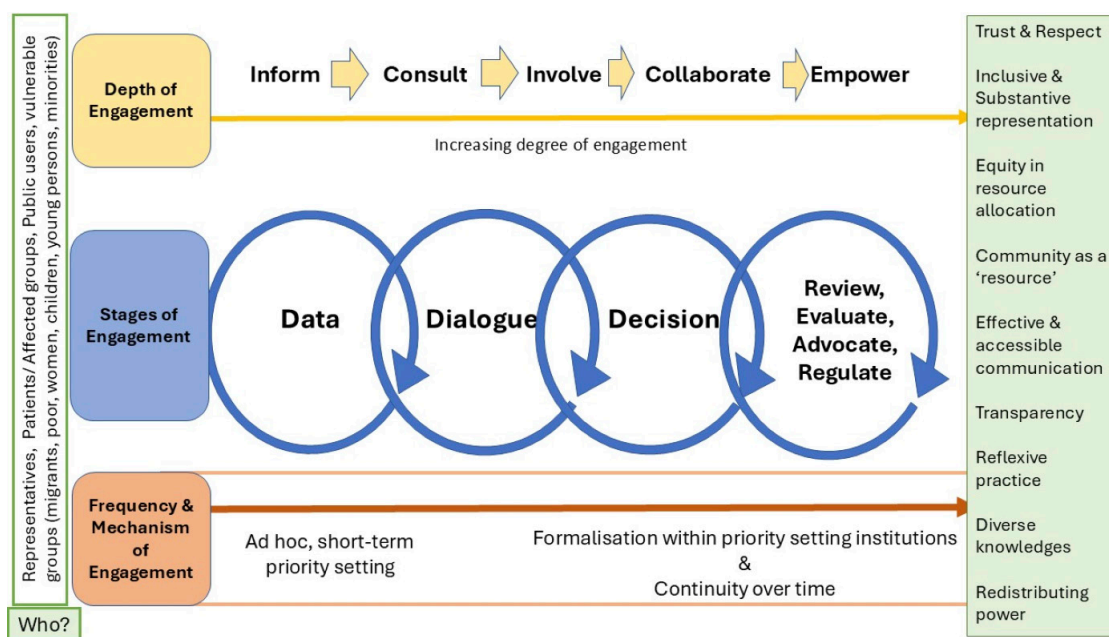 Representatives, Patients/ Affected groups, Public users, vulnerable
groups (migrants, poor, women, children, young persons, minorities)
Who?
Depth of
Engagement
Inform
Consult
Involve
Collaborate
Empower
Increasing degree of engagement
Stages of
Engagement
Data
Dialogue
Decision
Review,
Evaluate,
Advocate,
Regulate
Frequency &
Mechanism
of
Engagement
Ad hoc, short-term
priority setting
Formalisation within priority setting institutions
&
Continuity over time
Trust & Respect
Inclusive &
Substantive
representation
Equity in
resource
allocation
Community as a
‘resource’
Effective &
accessible
communication
Transparency
Reflexive
practice
Diverse
knowledges
Redistributing
power